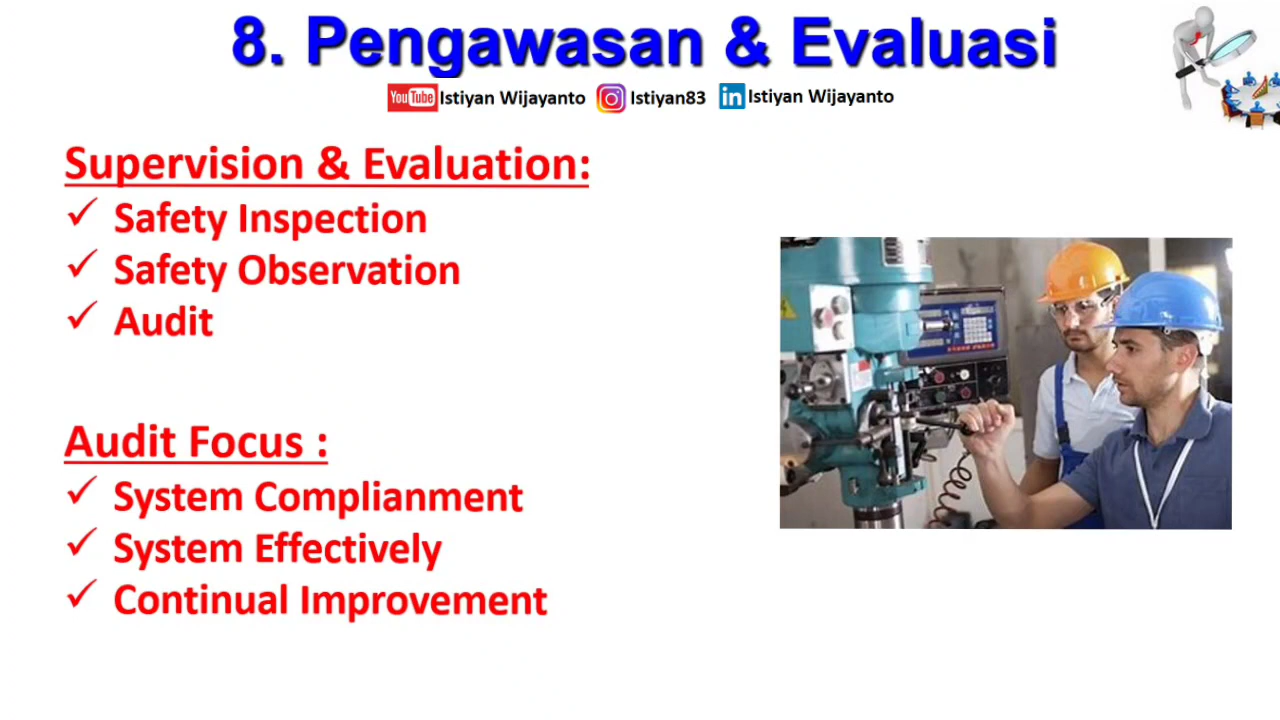 8. Pengawasan & Evaluasi
YouTube Istiyan Wijayanto Istiyan83 in Istiyan Wijayanto
Supervision & Evaluation:
✓ Safety Inspection
✓ Safety Observation
✓ Audit
Audit Focus :
✓ System Complianment
✓ System Effectively
✓ Continual Improvement